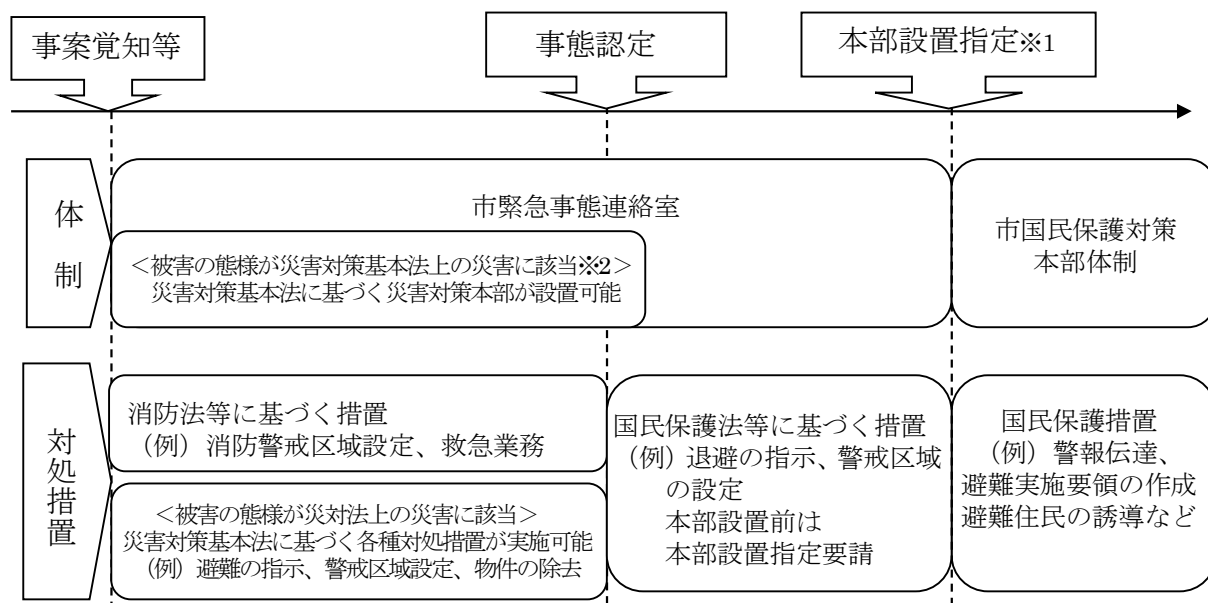 事案覚知等
事態認定
本部設置指定※1
体
制
市緊急事態連絡室
<被害の態様が災害対策基本法上の災害に該当※2>
災害対策基本法に基づく災害対策本部が設置可能
市国民保護対策
本部体制
対
処
措
置
消防法等に基づく措置
(例)消防警戒区域設定、救急業務
<被害の態様が災対法上の災害に該当>
災害対策基本法に基づく各種対処措置が実施可能
(例)避難の指示、警戒区域設定、物件の除去
国民保護法等に基づく措置
(例)退避の指示、警戒区域
の設定
本部設置前は
本部設置指定要請
国民保護措置
(例)警報伝達、
避難実施要領の作成
避難住民の誘導など